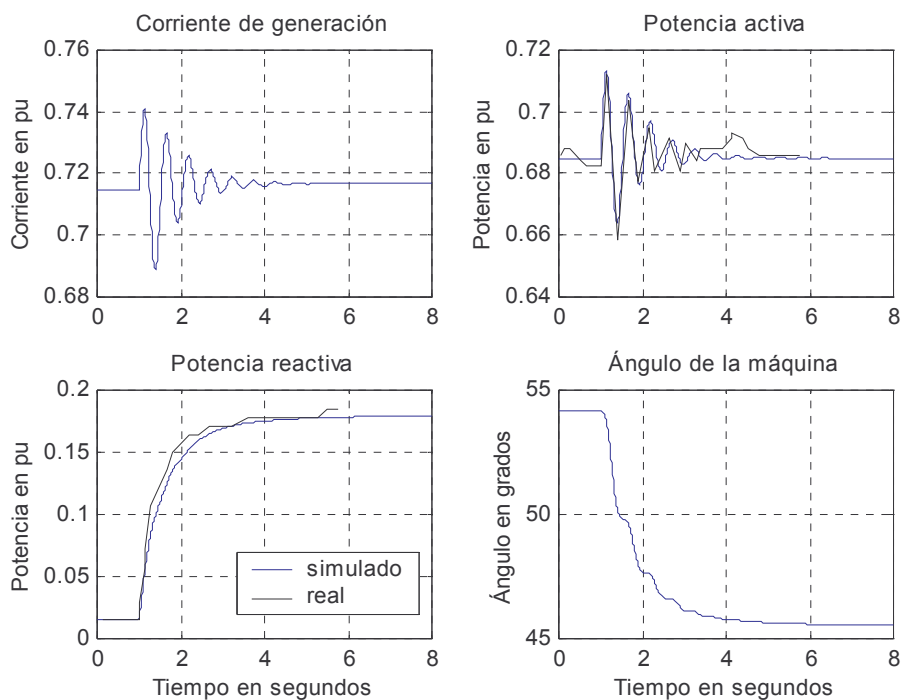 Corriente de generación
0.76
0.74
0.72
0.7
0.68
Corriente en pu
0 2 4 6 8
Potencia activa
0.72
0.7
0.68
0.66
0.64
Potencia en pu
0 2 4 6 8
Potencia reactiva
0.2
0.15
0.1
0.05
0
Potencia en pu
simulado
real
0 2 4 6 8
Tiempo en segundos
Ángulo de la máquina
55
50
45
Ángulo en grados
0 2 4 6 8
Tiempo en segundos